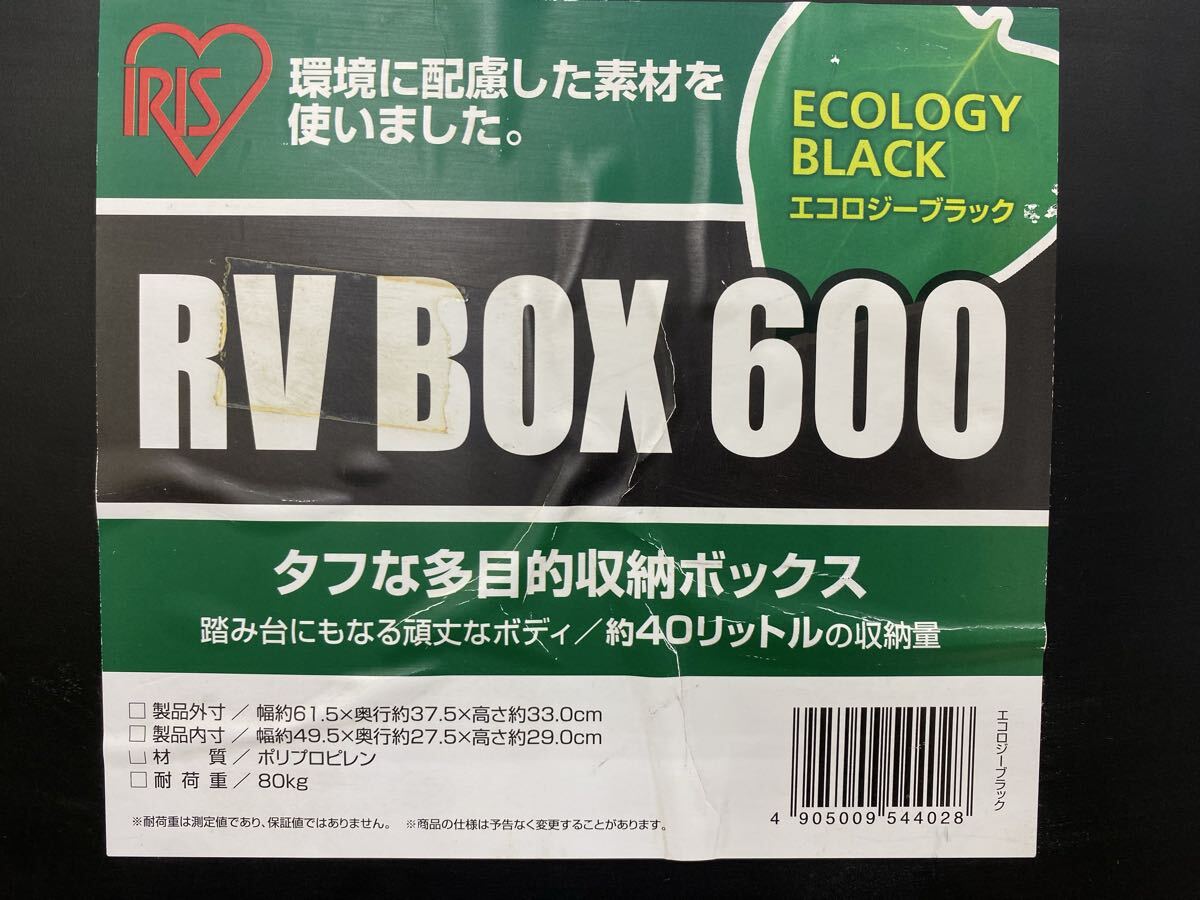 IRIS
環境に配慮した素材を
使いました。
ECOLOGY
BLACK
エコロジーブラック
RV BOX 600
タフな多目的収納ボックス
踏み台にもなる頑丈なボディ／約40リットルの収納量
□ 製品外寸／幅約61.5×奥行約37.5×高さ約33.0cm
□ 製品内寸／幅約49.5×奥行約27.5×高さ約29.0cm
□ 材　　質／ポリプロピレン
□ 耐 荷 重／80kg
※耐荷重は測定値であり、保証値ではありません。　※商品の仕様は予告なく変更することがあります。
エコロジーブラック
4 905009 544028